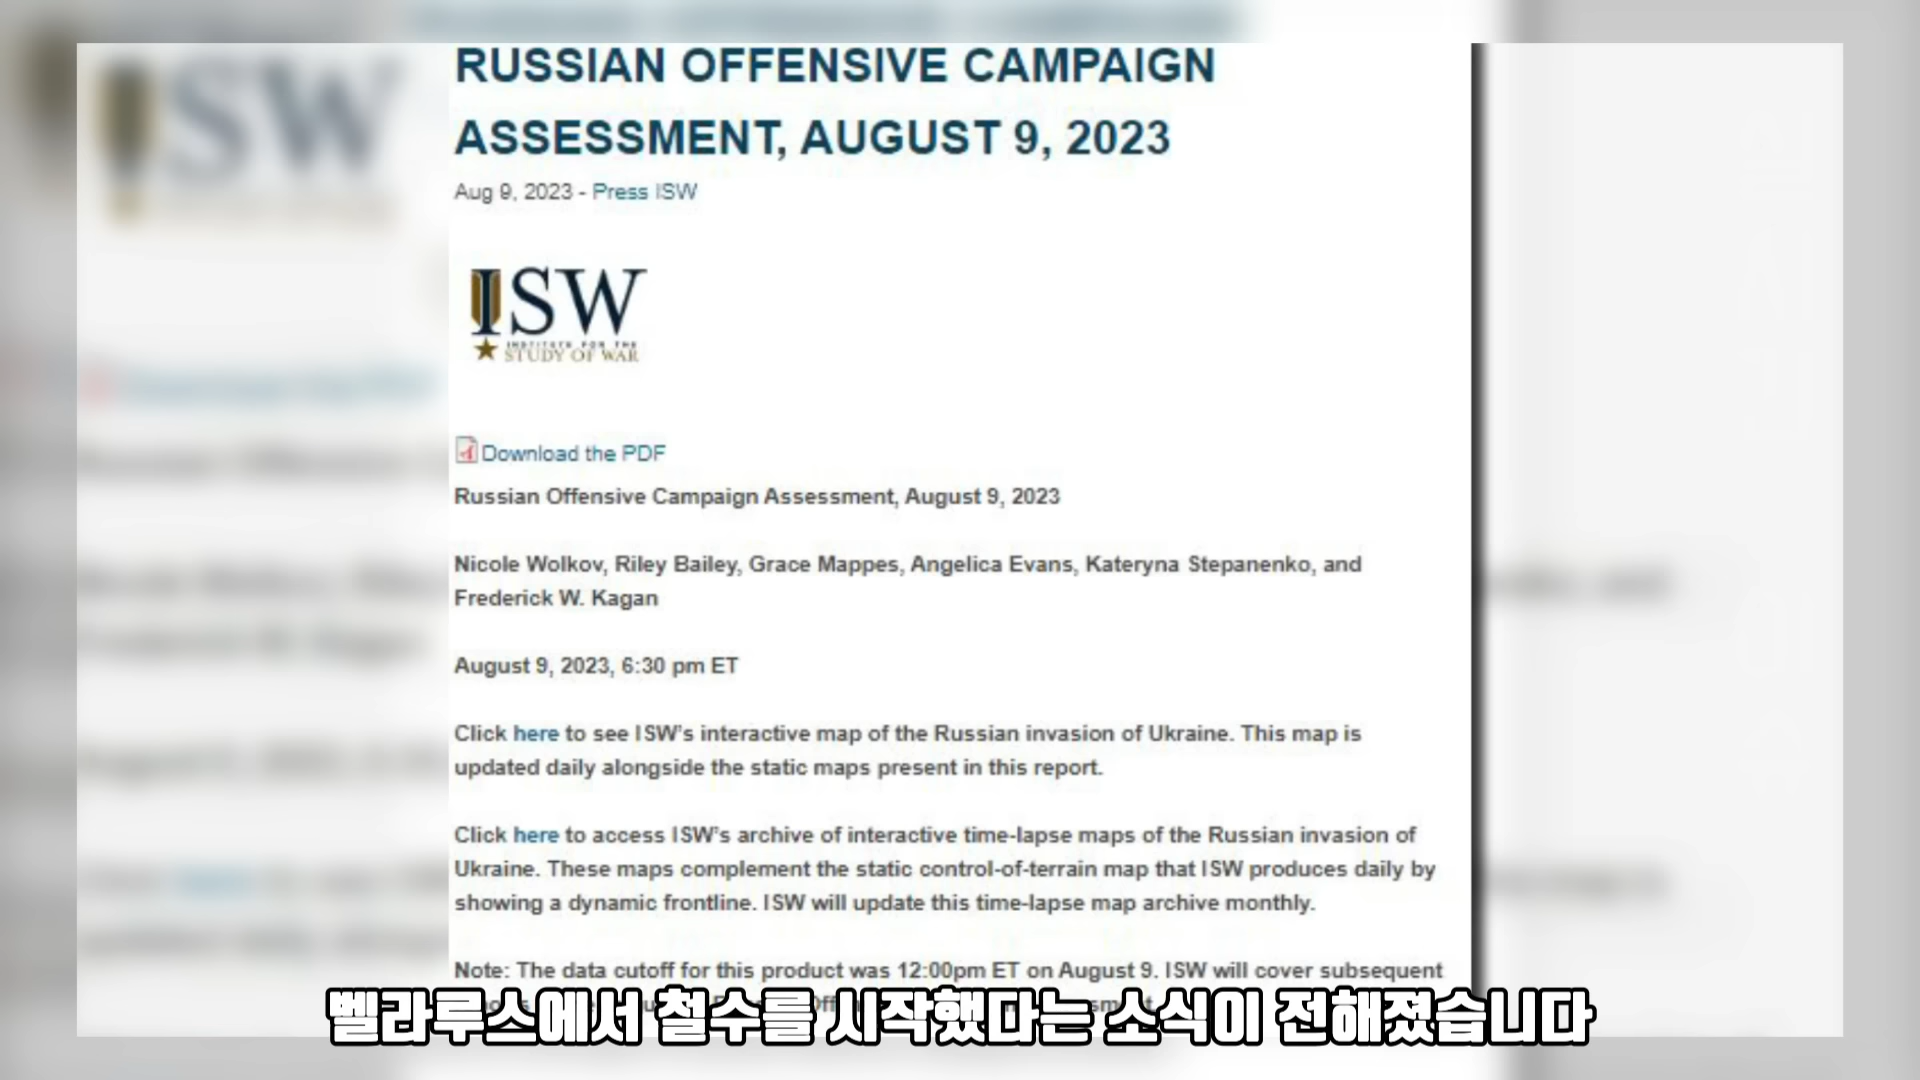 RUSSIAN OFFENSIVE CAMPAIGN
ASSESSMENT, AUGUST 9, 2023
Aug 9, 2023 - Press ISW
ISW
INSTITUTE FOR THE
STUDY OF WAR
Download the PDF
Russian Offensive Campaign Assessment, August 9, 2023
Nicole Wolkov, Riley Bailey, Grace Mappes, Angelica Evans, Kateryna Stepanenko, and
Frederick W. Kagan
August 9, 2023, 6:30 pm ET
Click here to see ISW's interactive map of the Russian invasion of Ukraine. This map is
updated daily alongside the static maps present in this report.
Click here to access ISW's archive of interactive time-lapse maps of the Russian invasion of
Ukraine. These maps complement the static control-of-terrain map that ISW produces daily by
showing a dynamic frontline. ISW will update this time-lapse map archive monthly.
Note: The data cutoff for this product was 12:00pm ET on August 9. ISW will cover subsequent
벨라루스에서 철수를 시작했다는 소식이 전해졌습니다